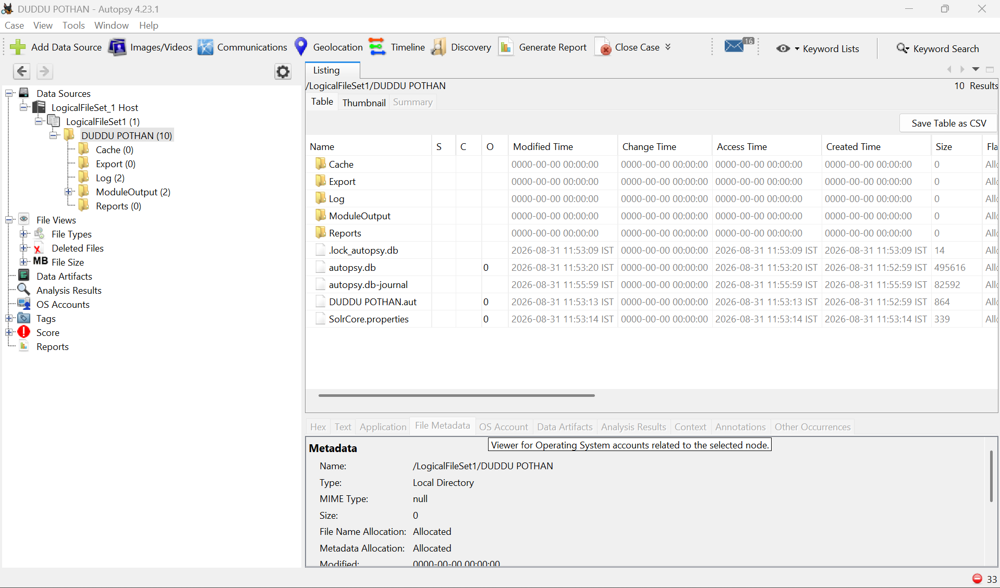 DUDDU POTHAN - Autopsy 4.23.1
Case View Tools Window Help
Add Data Source Images/Videos Communications Geolocation Timeline Discovery Generate Report Close Case 16 Keyword Lists Keyword Search
Listing
/LogicalFileSet1/DUDDU POTHAN 10 Results
Table Thumbnail Summary
Save Table as CSV
Data Sources
LogicalFileSet_1 Host
LogicalFileSet1 (1)
DUDDU POTHAN (10)
Cache (0)
Export (0)
Log (2)
ModuleOutput (2)
Reports (0)
File Views
File Types
Deleted Files
MB File Size
Data Artifacts
Analysis Results
OS Accounts
Tags
Score
Reports
Name S C O Modified Time Change Time Access Time Created Time Size Fla
Cache 0000-00-00 00:00:00 0000-00-00 00:00:00 0000-00-00 00:00:00 0000-00-00 00:00:00 0 Allo
Export 0000-00-00 00:00:00 0000-00-00 00:00:00 0000-00-00 00:00:00 0000-00-00 00:00:00 0 Allo
Log 0000-00-00 00:00:00 0000-00-00 00:00:00 0000-00-00 00:00:00 0000-00-00 00:00:00 0 Allo
ModuleOutput 0000-00-00 00:00:00 0000-00-00 00:00:00 0000-00-00 00:00:00 0000-00-00 00:00:00 0 Allo
Reports 0000-00-00 00:00:00 0000-00-00 00:00:00 0000-00-00 00:00:00 0000-00-00 00:00:00 0 Allo
.lock_autopsy.db 2026-08-31 11:53:09 IST 0000-00-00 00:00:00 2026-08-31 11:53:09 IST 2026-08-31 11:53:09 IST 14 Allo
autopsy.db 0 2026-08-31 11:53:20 IST 0000-00-00 00:00:00 2026-08-31 11:53:20 IST 2026-08-31 11:52:59 IST 495616 Allo
autopsy.db-journal 2026-08-31 11:55:59 IST 0000-00-00 00:00:00 2026-08-31 11:55:59 IST 2026-08-31 11:55:59 IST 82592 Allo
DUDDU POTHAN.aut 0 2026-08-31 11:53:13 IST 0000-00-00 00:00:00 2026-08-31 11:53:13 IST 2026-08-31 11:52:59 IST 864 Allo
SolrCore.properties 0 2026-08-31 11:53:14 IST 0000-00-00 00:00:00 2026-08-31 11:53:14 IST 2026-08-31 11:53:14 IST 339 Allo
Hex Text Application File Metadata OS Account Data Artifacts Analysis Results Context Annotations Other Occurrences
Viewer for Operating System accounts related to the selected node.
Metadata
Name: /LogicalFileSet1/DUDDU POTHAN
Type: Local Directory
MIME Type: null
Size: 0
File Name Allocation: Allocated
Metadata Allocation: Allocated
Modified: 0000-00-00 00:00:00
33